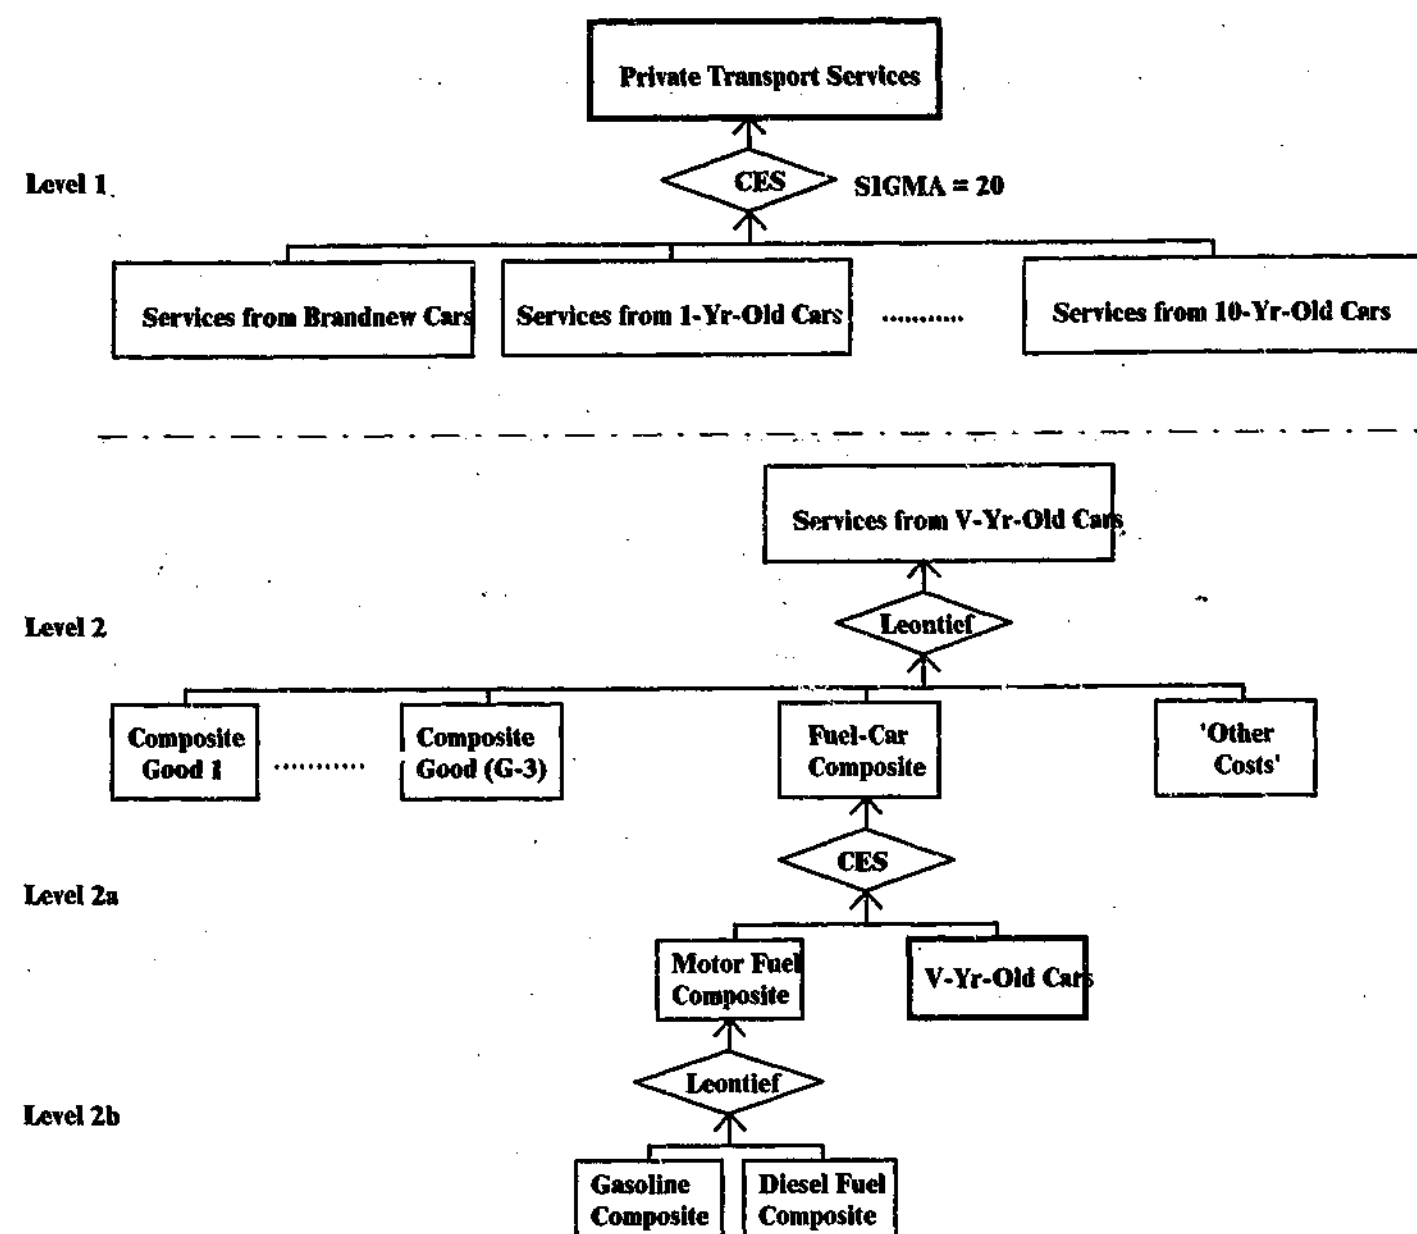 Private Transport Services
Level 1
CES
SIGMA = 20
Services from Brandnew Cars
Services from 1-Yr-Old Cars
...........
Services from 10-Yr-Old Cars
Services from V-Yr-Old Cars
Level 2
Leontief
Composite
Good 1
............
Composite
Good (G-3)
Fuel-Car
Composite
'Other
Costs'
CES
Level 2a
Motor Fuel
Composite
V-Yr-Old Cars
Leontief
Level 2b
Gasoline
Composite
Diesel Fuel
Composite